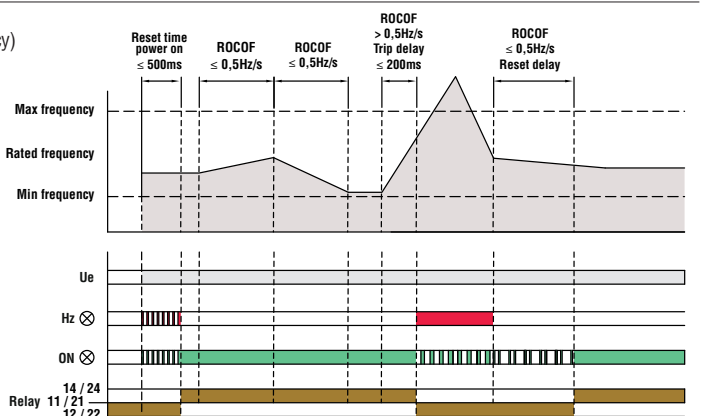 cy)
Reset time
power on
≤ 500ms
ROCOF
≤ 0,5Hz/s
ROCOF
≤ 0,5Hz/s
ROCOF
> 0,5Hz/s
Trip delay
≤ 200ms
ROCOF
≤ 0,5Hz/s
Reset delay
Max frequency
Rated frequency
Min frequency
Ue
Hz
ON
14 / 24
Relay 11 / 21
12 / 22